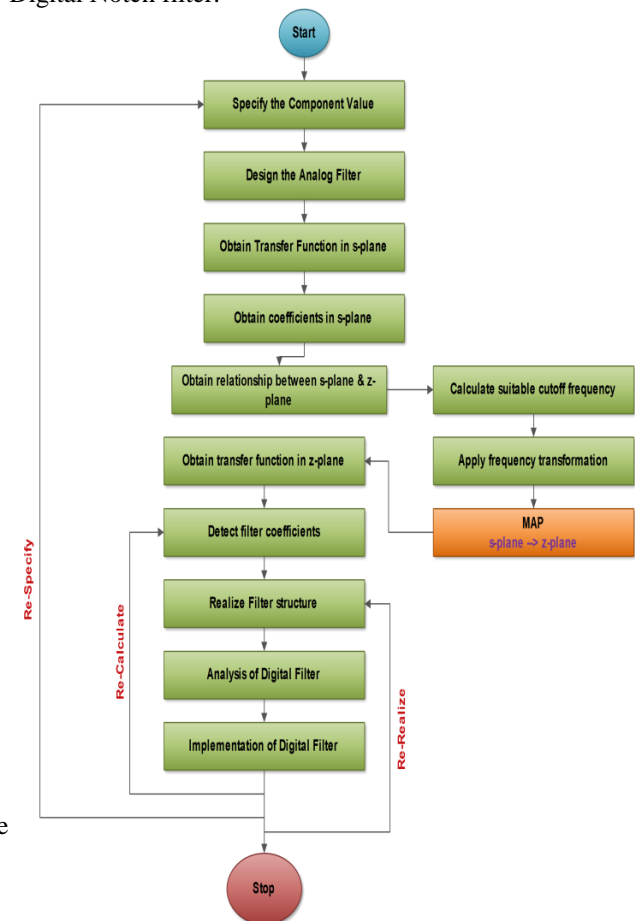 Digital Notch filter.
Start
Specify the Component Value
Design the Analog Filter
Obtain Transfer Function in s-plane
Obtain coefficients in s-plane
Obtain relationship between s-plane & z-
plane
Calculate suitable cutoff frequency
Apply frequency transformation
MAP
s-plane --> z-plane
Obtain transfer function in z-plane
Detect filter coefficients
Realize Filter structure
Analysis of Digital Filter
Implementation of Digital Filter
Re-Specify
Re-Calculate
Re-Realize
e
Stop